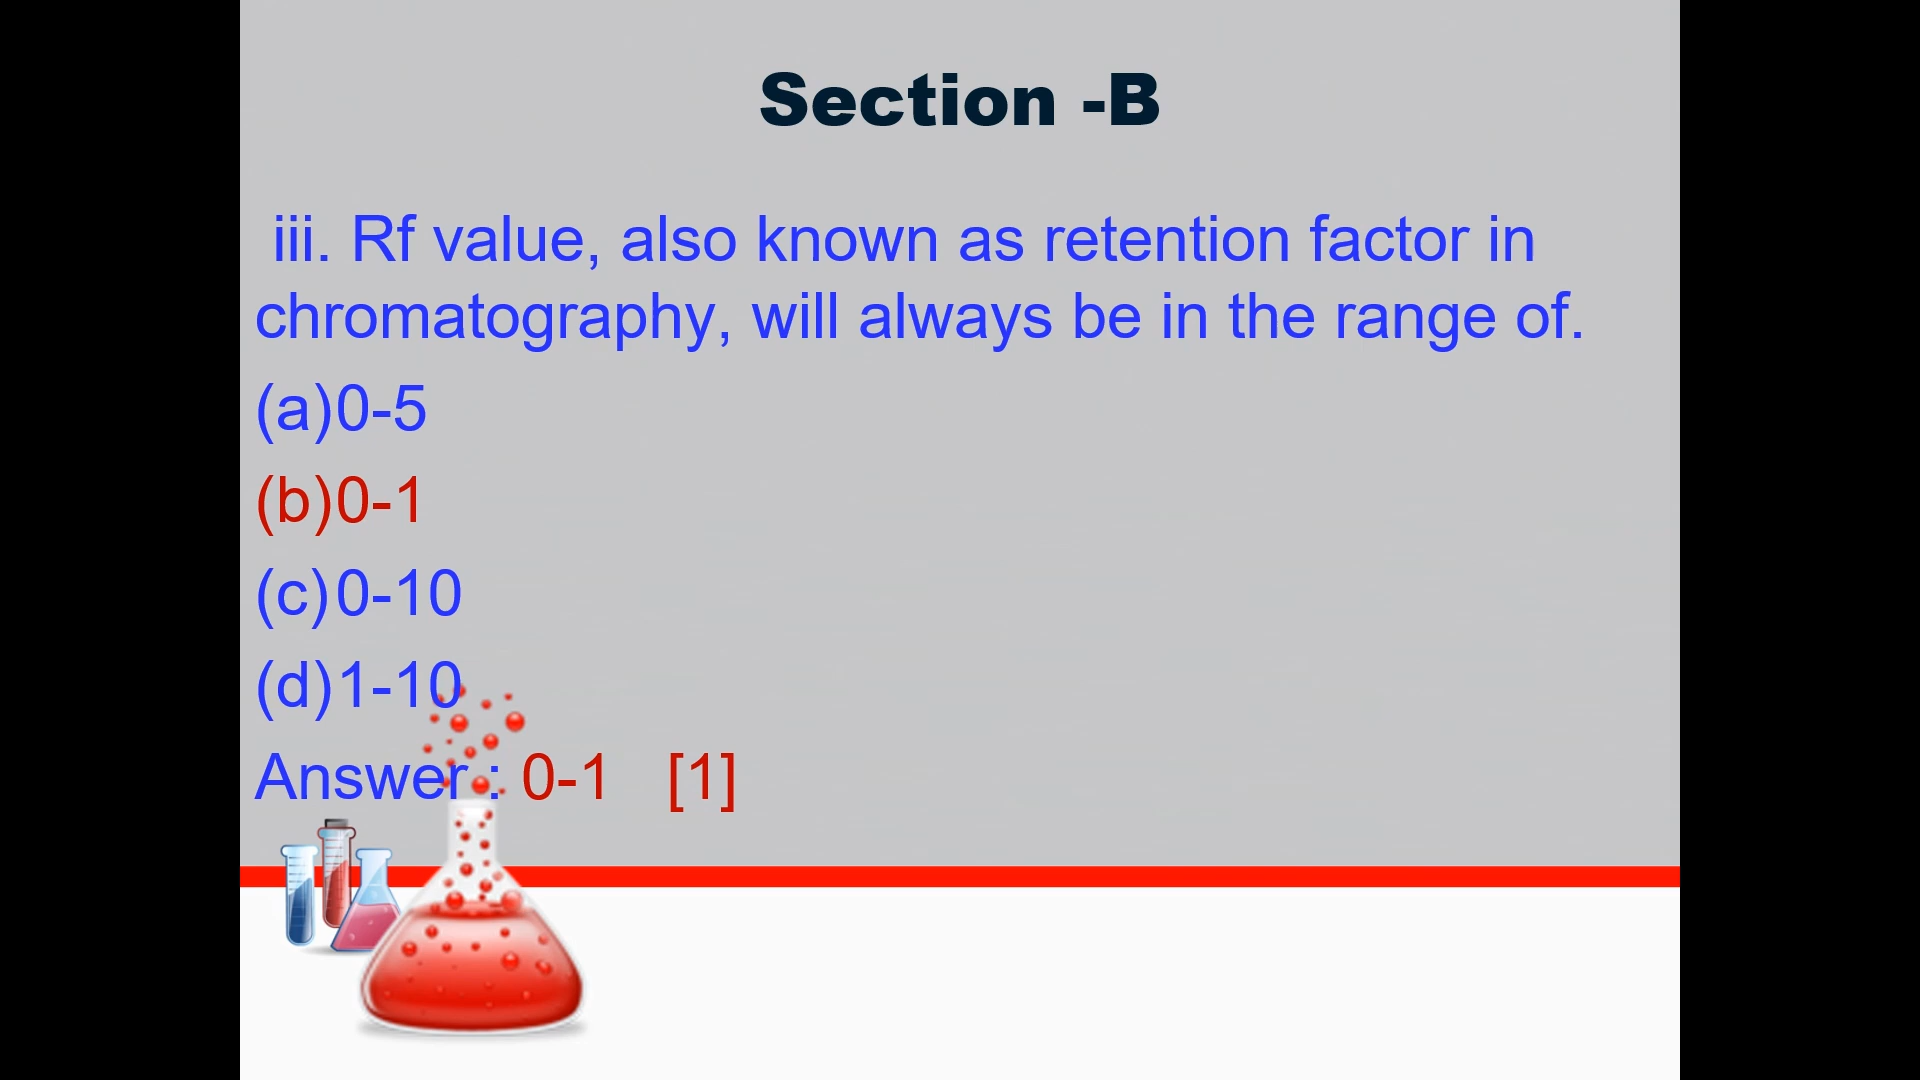 Section -B
iii. Rf value, also known as retention factor in
chromatography, will always be in the range of.
(a)0-5
(b)0-1
(c)0-10
(d)1-10
Answer : 0-1 [1]